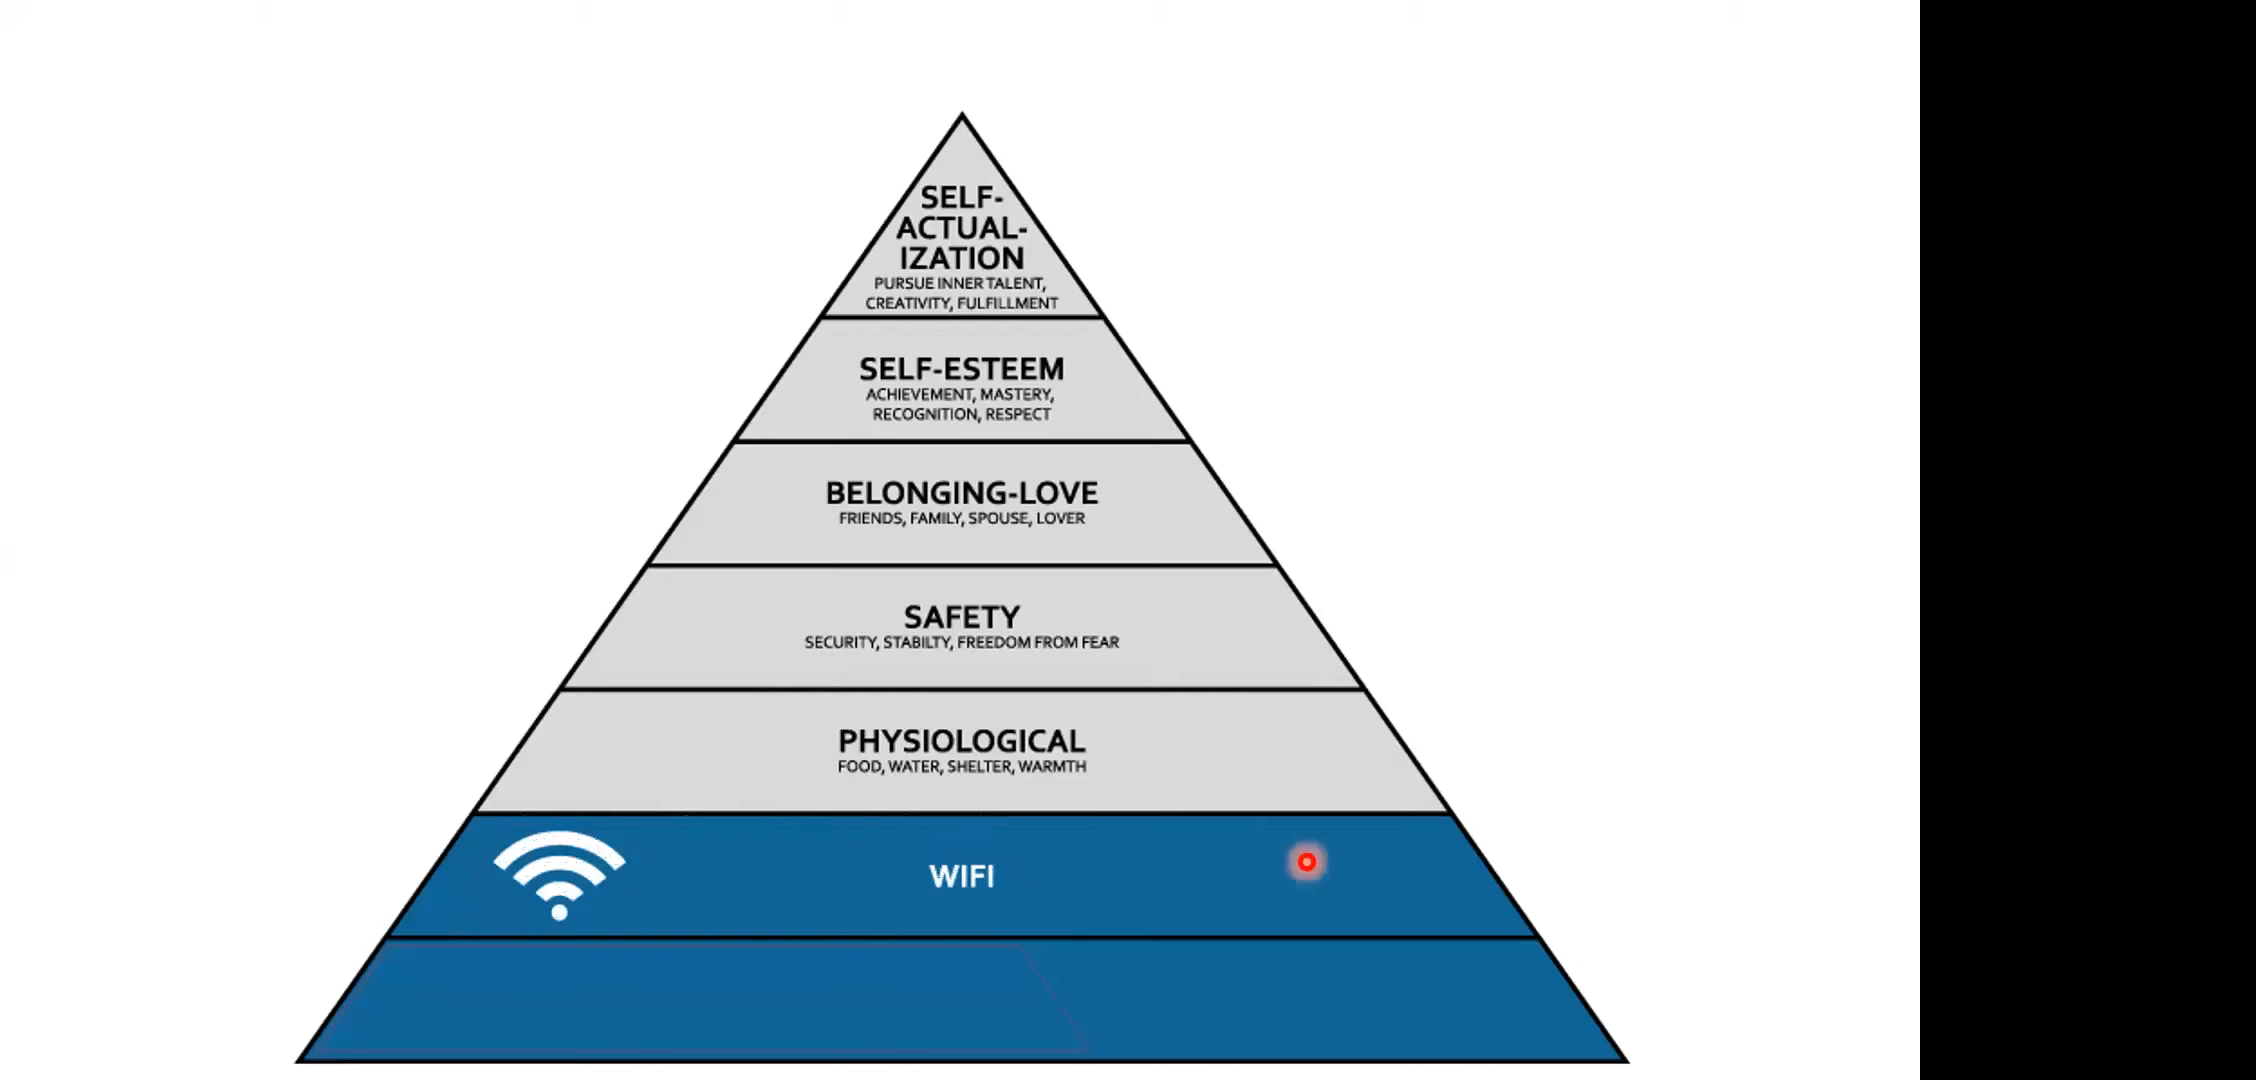 SELF-
ACTUAL-
IZATION
PURSUE INNER TALENT,
CREATIVITY, FULFILLMENT
SELF-ESTEEM
ACHIEVEMENT, MASTERY,
RECOGNITION, RESPECT
BELONGING-LOVE
FRIENDS, FAMILY, SPOUSE, LOVER
SAFETY
SECURITY, STABILTY, FREEDOM FROM FEAR
PHYSIOLOGICAL
FOOD, WATER, SHELTER, WARMTH
WIFI